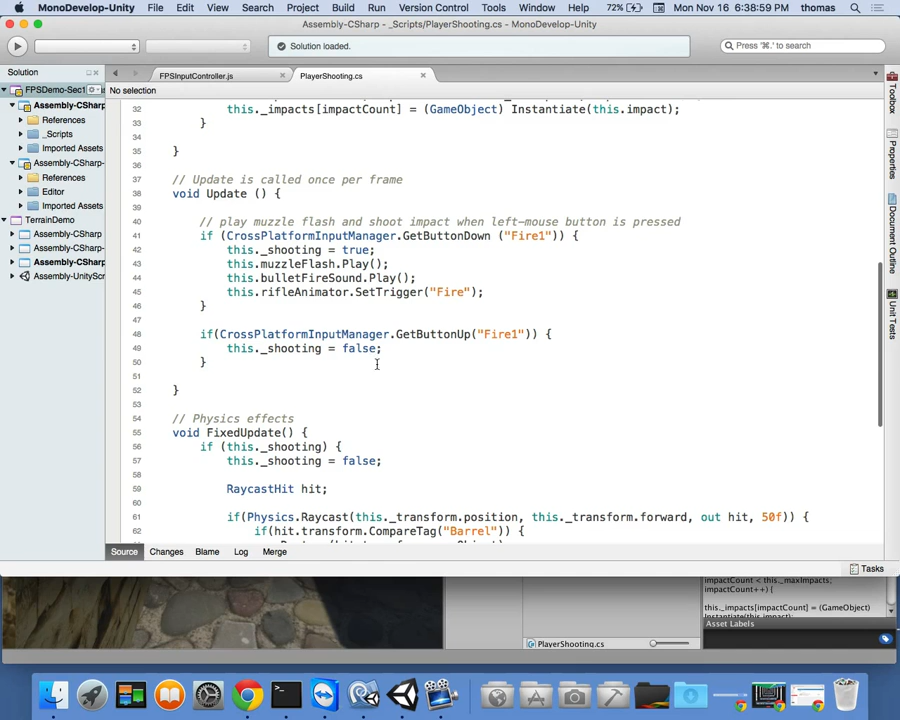 MonoDevelop-Unity File Edit View Search Project Build Run Version Control Tools Window Help 72% Mon Nov 16 6:38:59 PM thomas
Assembly-CSharp - _Scripts/PlayerShooting.cs - MonoDevelop-Unity
Solution loaded.
Press '⌘.' to search
Solution
FPSInputController.js
PlayerShooting.cs
No selection
FPSDemo-Sec1
Assembly-CSharp
References
_Scripts
Imported Assets
Assembly-CSharp-
References
Editor
Imported Assets
TerrainDemo
Assembly-CSharp-
Assembly-CSharp-
Assembly-CSharp
Assembly-UnityScr
32 this._impacts[impactCount] = (GameObject) Instantiate(this.impact);
33 }
34
35 }
36
37 // Update is called once per frame
38 void Update () {
39
40 // play muzzle flash and shoot impact when left-mouse button is pressed
41 if (CrossPlatformInputManager.GetButtonDown ("Fire1")) {
42 this._shooting = true;
43 this.muzzleFlash.Play();
44 this.bulletFireSound.Play();
45 this.rifleAnimator.SetTrigger("Fire");
46 }
47
48 if(CrossPlatformInputManager.GetButtonUp("Fire1")) {
49 this._shooting = false;
50 }
51
52 }
53
54 // Physics effects
55 void FixedUpdate() {
56 if (this._shooting) {
57 this._shooting = false;
58
59 RaycastHit hit;
60
61 if(Physics.Raycast(this._transform.position, this._transform.forward, out hit, 50f)) {
62 if(hit.transform.CompareTag("Barrel")) {
Toolbox
Properties
Document Outline
Unit Tests
Source Changes Blame Log Merge
Tasks
impactCount < this._maxImpacts;
impactCount++) {
this._impacts[impactCount] = (GameObject)
Instantiate(this.impact);
Asset Labels
PlayerShooting.cs